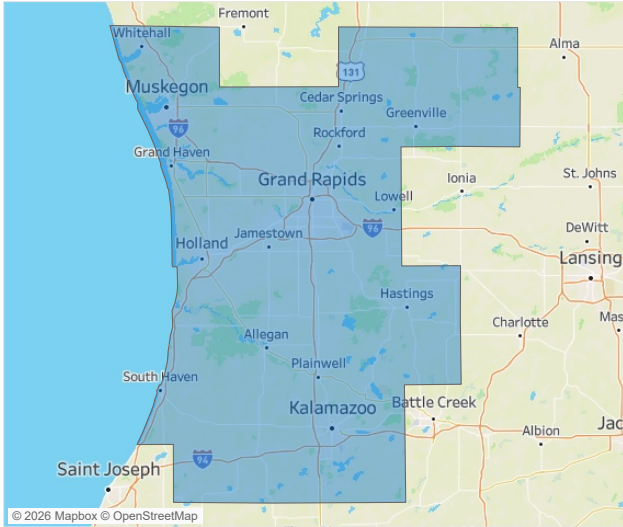 Fremont
Whitehall
Alma
131
Muskegon
Cedar Springs
Greenville
96
Rockford
Grand Haven
Grand Rapids
Ionia
St. Johns
Lowell
96
DeWitt
Jamestown
Holland
Lansing
Hastings
Charlotte
Mas
Allegan
Plainwell
South Haven
Kalamazoo
Battle Creek
Albion
Jac
94
Saint Joseph
© 2026 Mapbox © OpenStreetMap